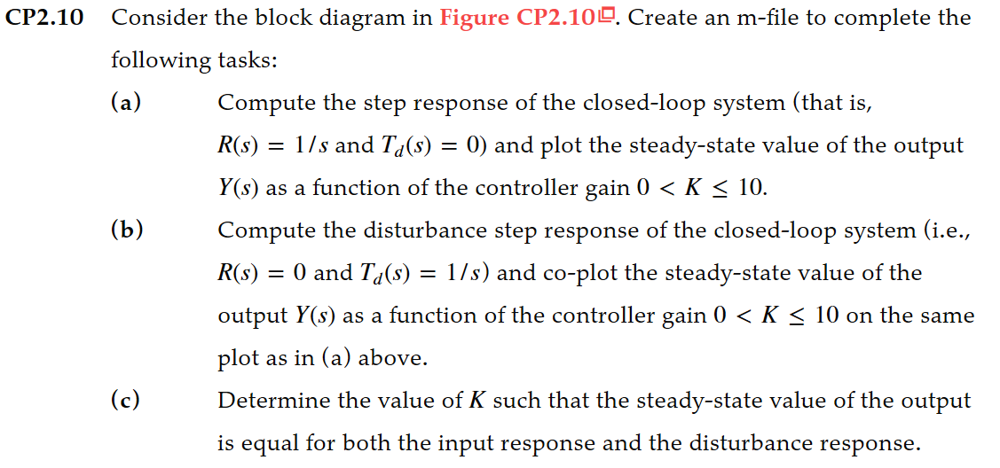 CP2.10 Consider the block diagram in Figure CP2.10. Create an m-file to complete the
following tasks:
(a) Compute the step response of the closed-loop system (that is,
R(s) = 1/s and T_d(s) = 0) and plot the steady-state value of the output
Y(s) as a function of the controller gain 0 < K ≤ 10.
(b) Compute the disturbance step response of the closed-loop system (i.e.,
R(s) = 0 and T_d(s) = 1/s) and co-plot the steady-state value of the
output Y(s) as a function of the controller gain 0 < K ≤ 10 on the same
plot as in (a) above.
(c) Determine the value of K such that the steady-state value of the output
is equal for both the input response and the disturbance response.